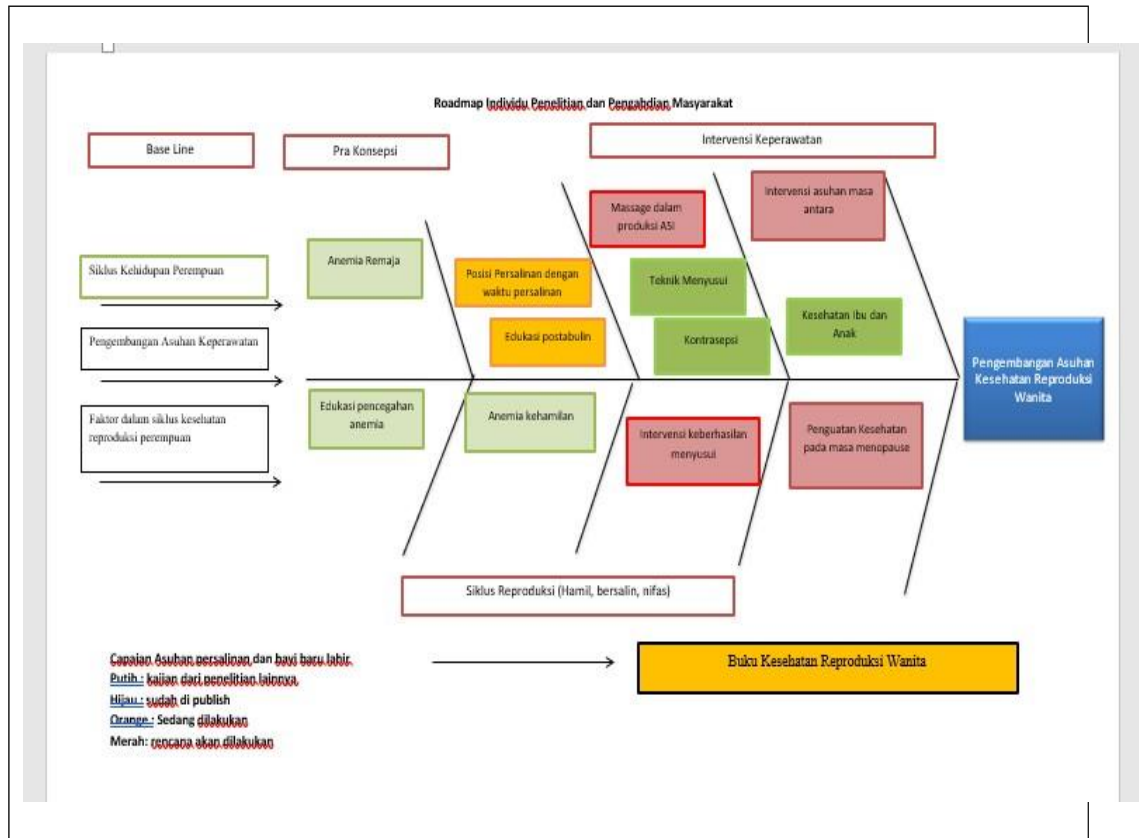 Roadmap Individu Penelitian dan Pengabdian Masyarakat
Base Line
Pra Konsepsi
Intervensi Keperawatan
Massage dalam
produksi ASI
Intervensi asuhan masa
antara
Siklus Kehidupan Perempuan
Anemia Remaja
Posisi Persalinan dengan
waktu persalinan
Teknik Menyusui
Edukasi postabulin
Kontrasepsi
Kesehatan Ibu dan
Anak
Pengembangan Asuhan Keperawatan
Pengembangan Asuhan
Kesehatan Reproduksi
Wanita
Faktor dalam siklus kesehatan
reproduksi perempuan
Edukasi pencegahan
anemia
Anemia kehamilan
Intervensi keberhasilan
menyusui
Penguatan Kesehatan
pada masa menopause
Siklus Reproduksi (Hamil, bersalin, nifas)
Capaian Asuhan persalinan dan bayi baru lahir
Putih : kajian dari penelitian lainnya
Hijau : sudah di publish
Orange : Sedang dilakukan
Merah: rencana akan dilakukan
Buku Kesehatan Reproduksi Wanita